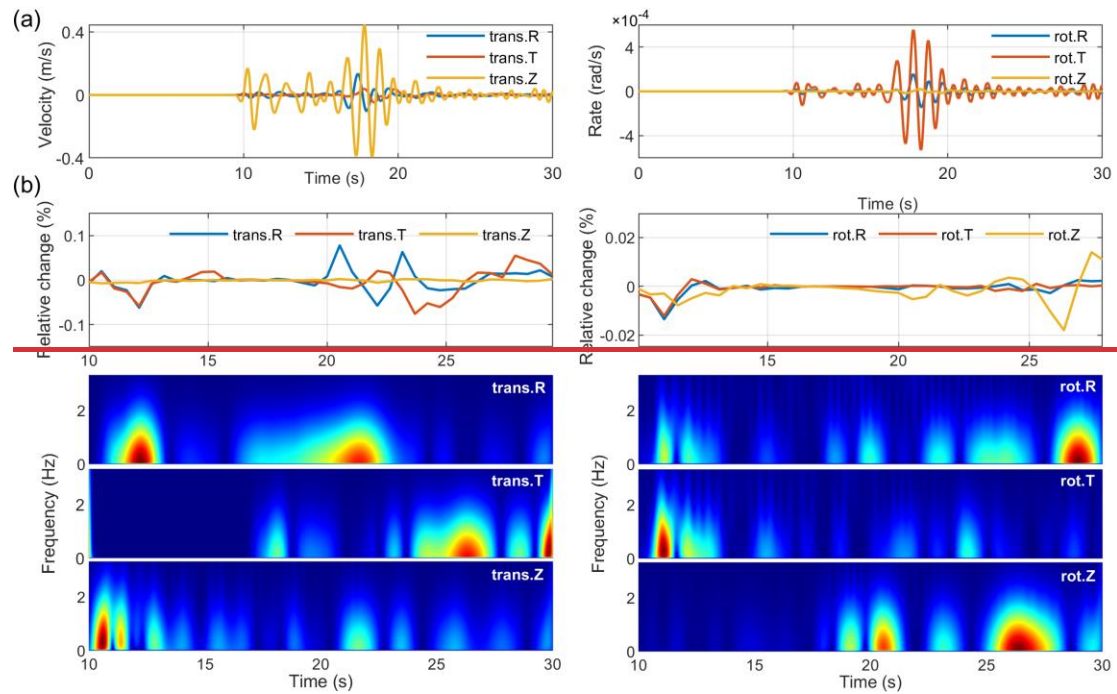 (a)
×10⁻⁴
0.4
0
-0.4
Velocity (m/s)
trans.R
trans.T
trans.Z
0 10 20 30
Time (s)
4
0
-4
Rate (rad/s)
rot.R
rot.T
rot.Z
0 10 20 30
Time (s)
(b)
0.1
0
-0.1
Relative change (%)
trans.R trans.T trans.Z
10 15 20 25
0.02
0
-0.02
Relative change (%)
rot.R rot.T rot.Z
15 20 25
trans.R
2
0
trans.T
2
0
trans.Z
2
0
Frequency (Hz)
10 15 20 25 30
Time (s)
rot.R
2
0
rot.T
2
0
rot.Z
2
0
Frequency (Hz)
10 15 20 25 30
Time (s)